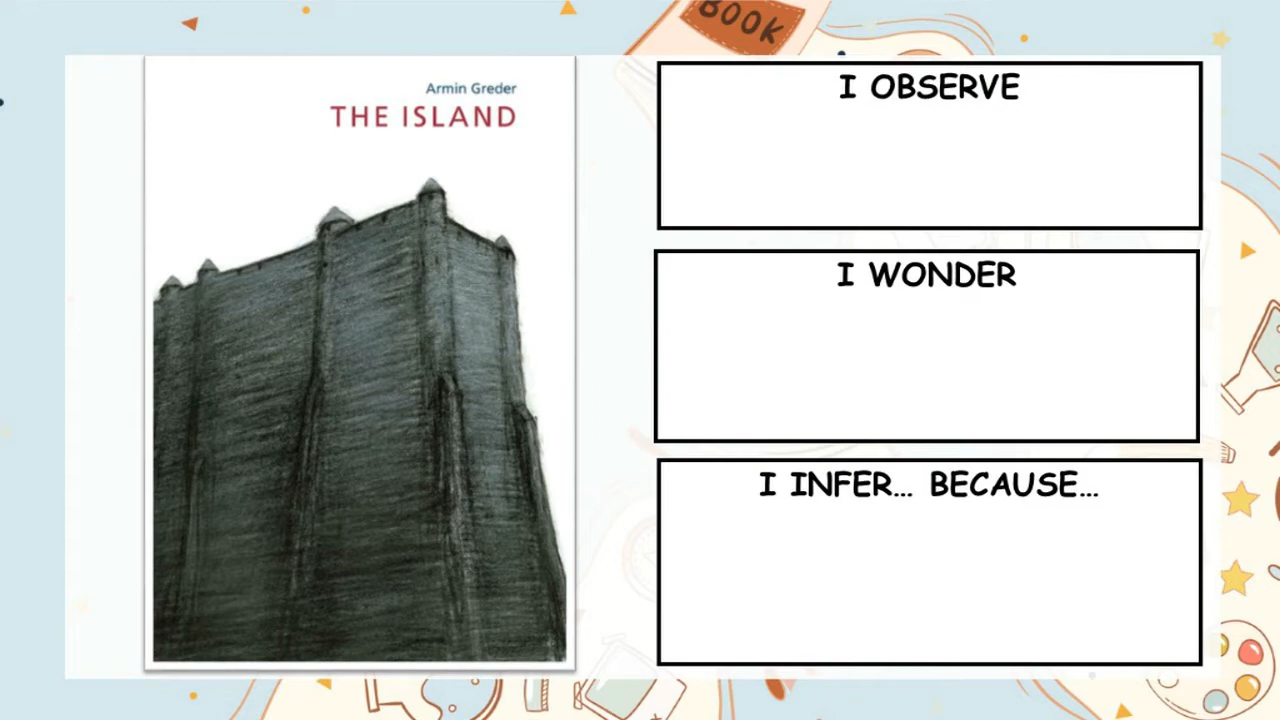 BOOK
Armin Greder
THE ISLAND
I OBSERVE
I WONDER
I INFER... BECAUSE...